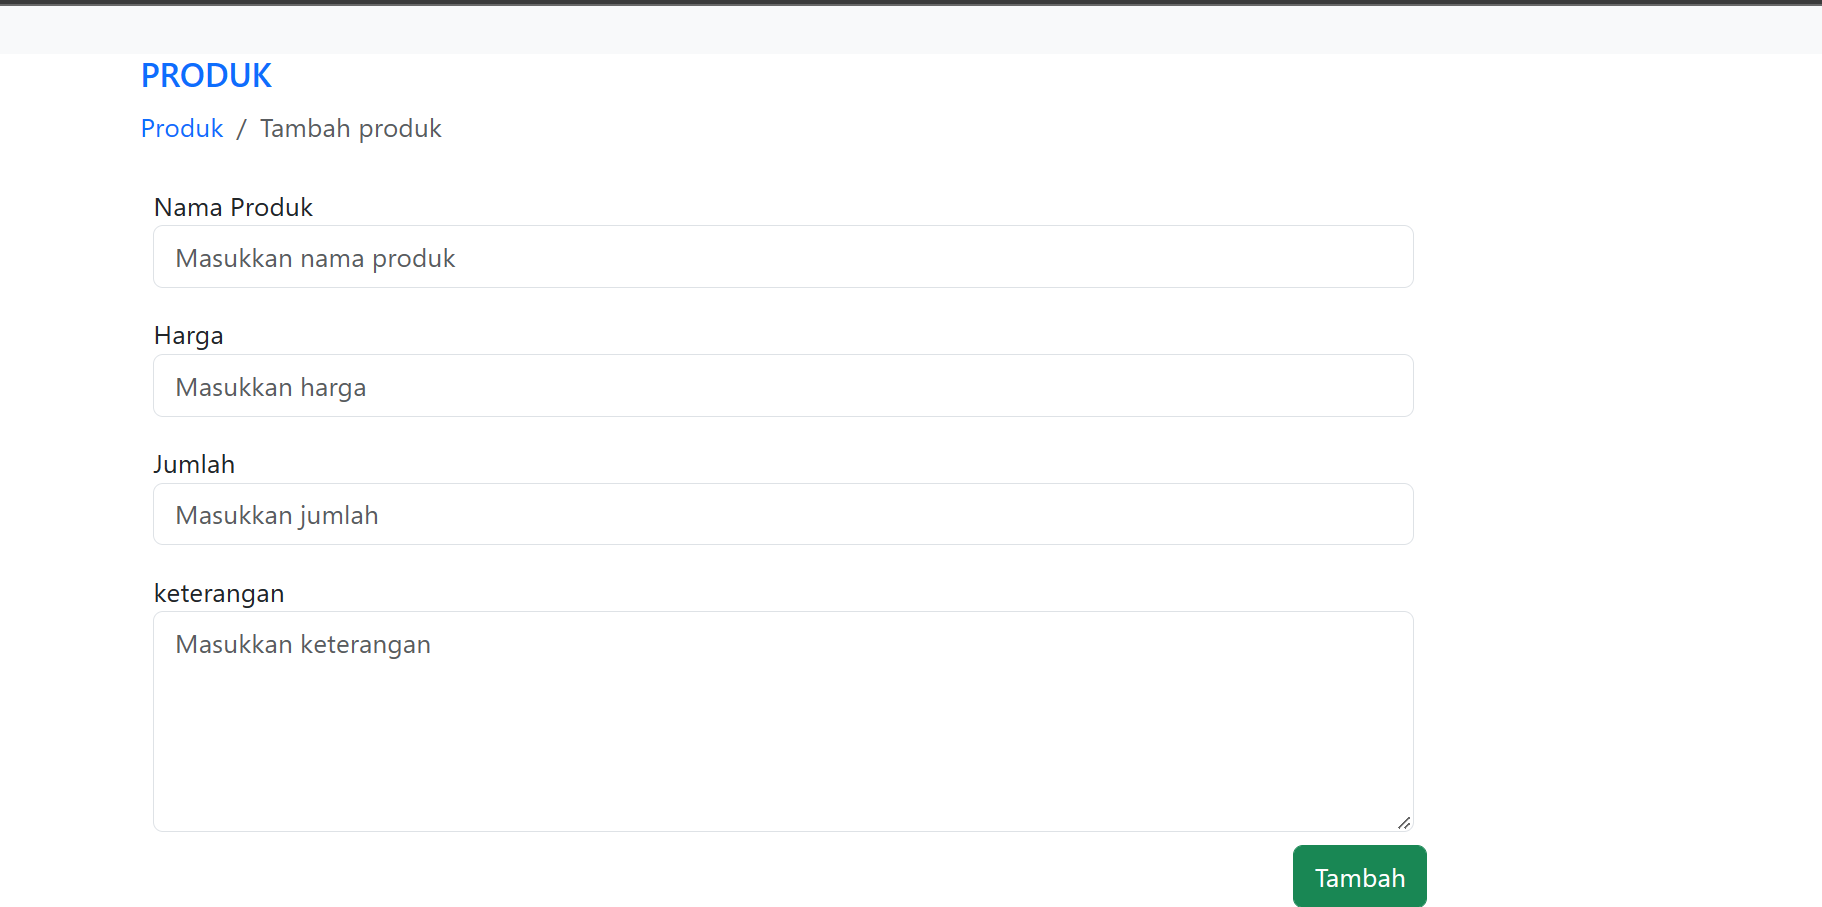 PRODUK
Produk / Tambah produk
Nama Produk
Masukkan nama produk
Harga
Masukkan harga
Jumlah
Masukkan jumlah
keterangan
Masukkan keterangan
Tambah